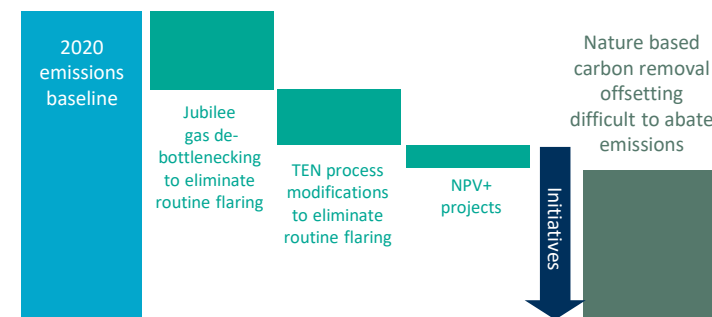 2020
emissions
baseline
Jubilee
gas de-
bottlenecking
to eliminate
routine flaring
TEN process
modifications
to eliminate
routine flaring
NPV+
projects
Initiatives
Nature based
carbon removal
offsetting
difficult to abate
emissions